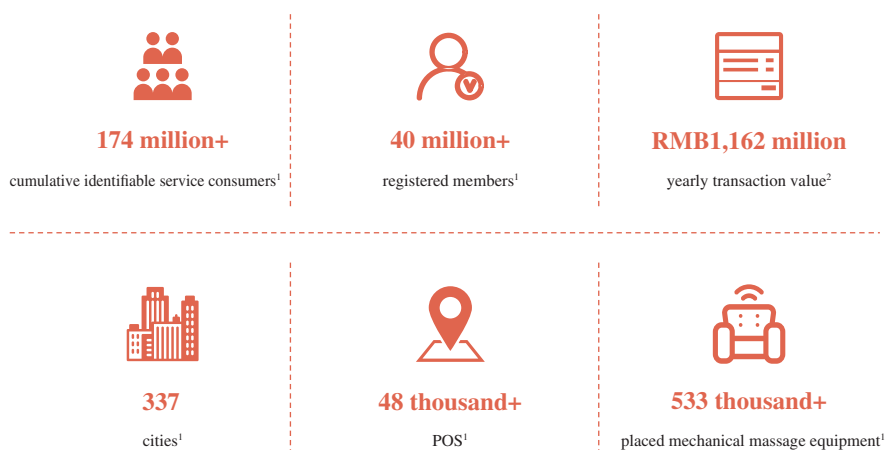 174 million+
cumulative identifiable service consumers¹
40 million+
registered members¹
RMB1,162 million
yearly transaction value²
337
cities¹
48 thousand+
POS¹
533 thousand+
placed mechanical massage equipment¹